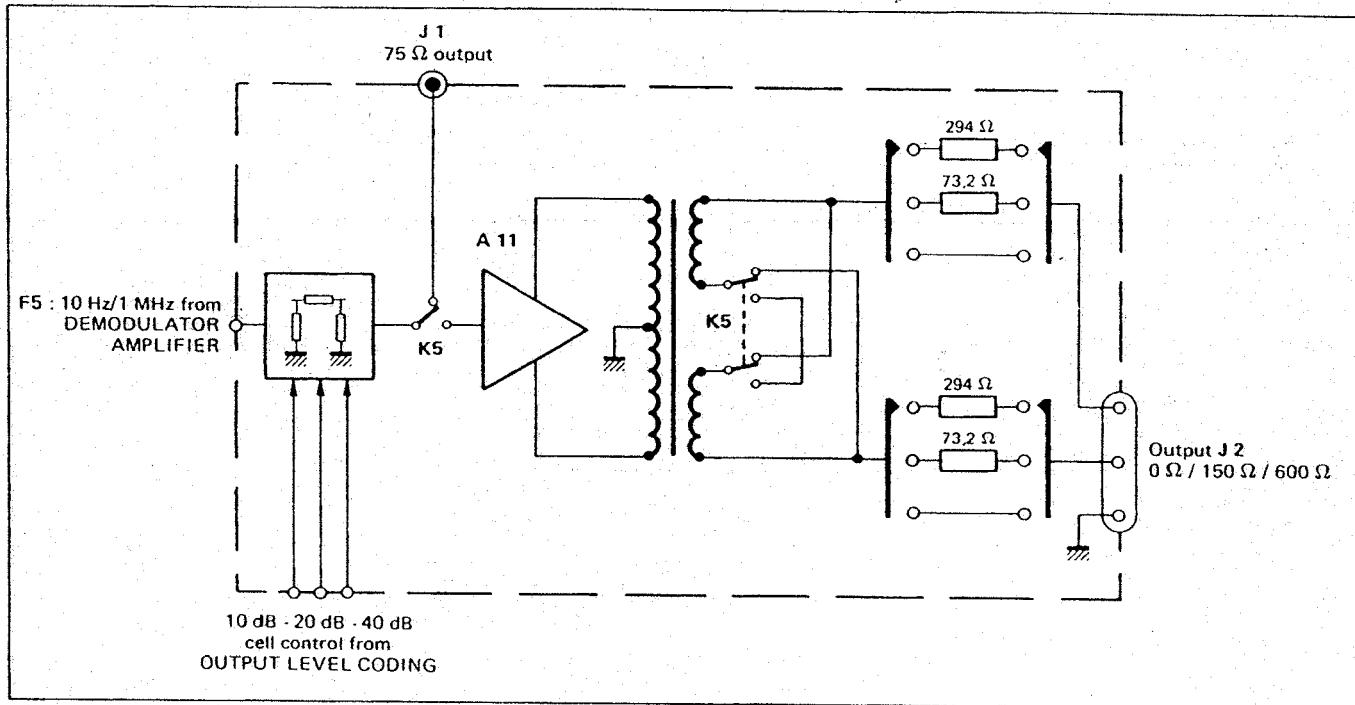 J 1
75 Ω output
294 Ω
73,2 Ω
A 11
F5 : 10 Hz/1 MHz from
DEMODULATOR
AMPLIFIER
K5
K5
294 Ω
73,2 Ω
Output J 2
0 Ω / 150 Ω / 600 Ω
10 dB - 20 dB - 40 dB
cell control from
OUTPUT LEVEL CODING